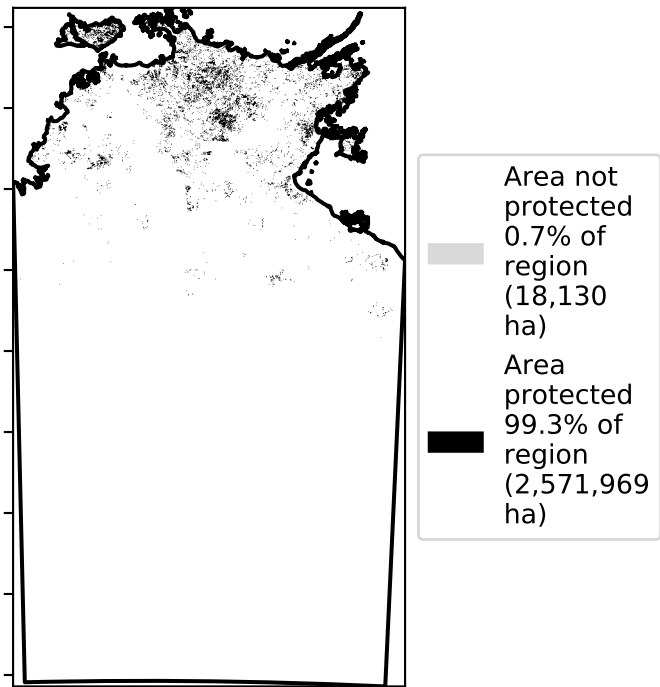 Area not
protected
0.7% of
region
(18,130
ha)
Area
protected
99.3% of
region
(2,571,969
ha)